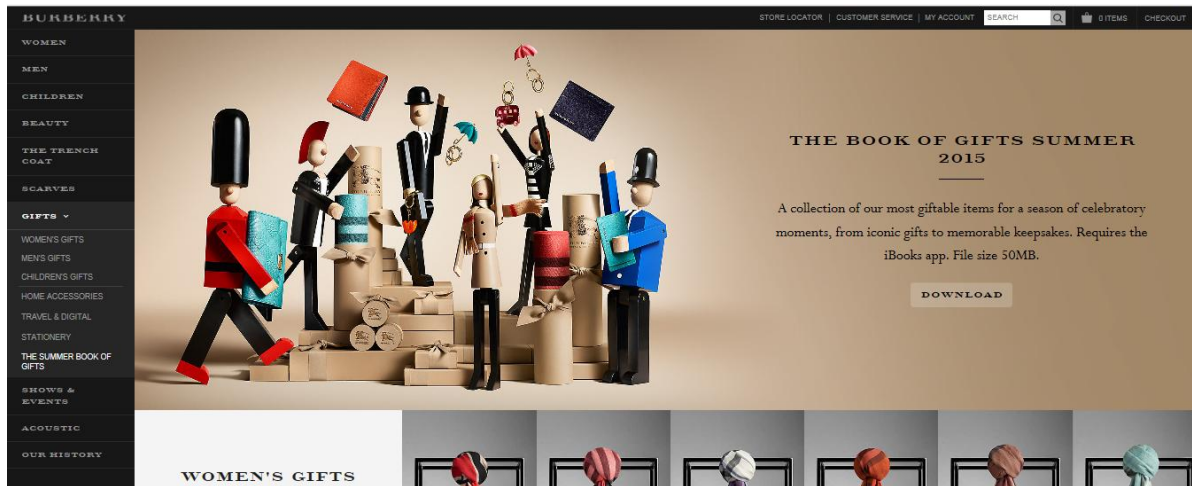 BURBERRY
STORE LOCATOR | CUSTOMER SERVICE | MY ACCOUNT SEARCH 0 ITEMS CHECKOUT
WOMEN
MEN
CHILDREN
BEAUTY
THE TRENCH
COAT
SCARVES
GIFTS
WOMEN'S GIFTS
MEN'S GIFTS
CHILDREN'S GIFTS
HOME ACCESSORIES
TRAVEL & DIGITAL
STATIONERY
THE SUMMER BOOK OF
GIFTS
SHOWS &
EVENTS
ACOUSTIC
OUR HISTORY
THE BOOK OF GIFTS SUMMER
2015
A collection of our most giftable items for a season of celebratory
moments, from iconic gifts to memorable keepsakes. Requires the
iBooks app. File size 50MB.
DOWNLOAD
WOMEN'S GIFTS